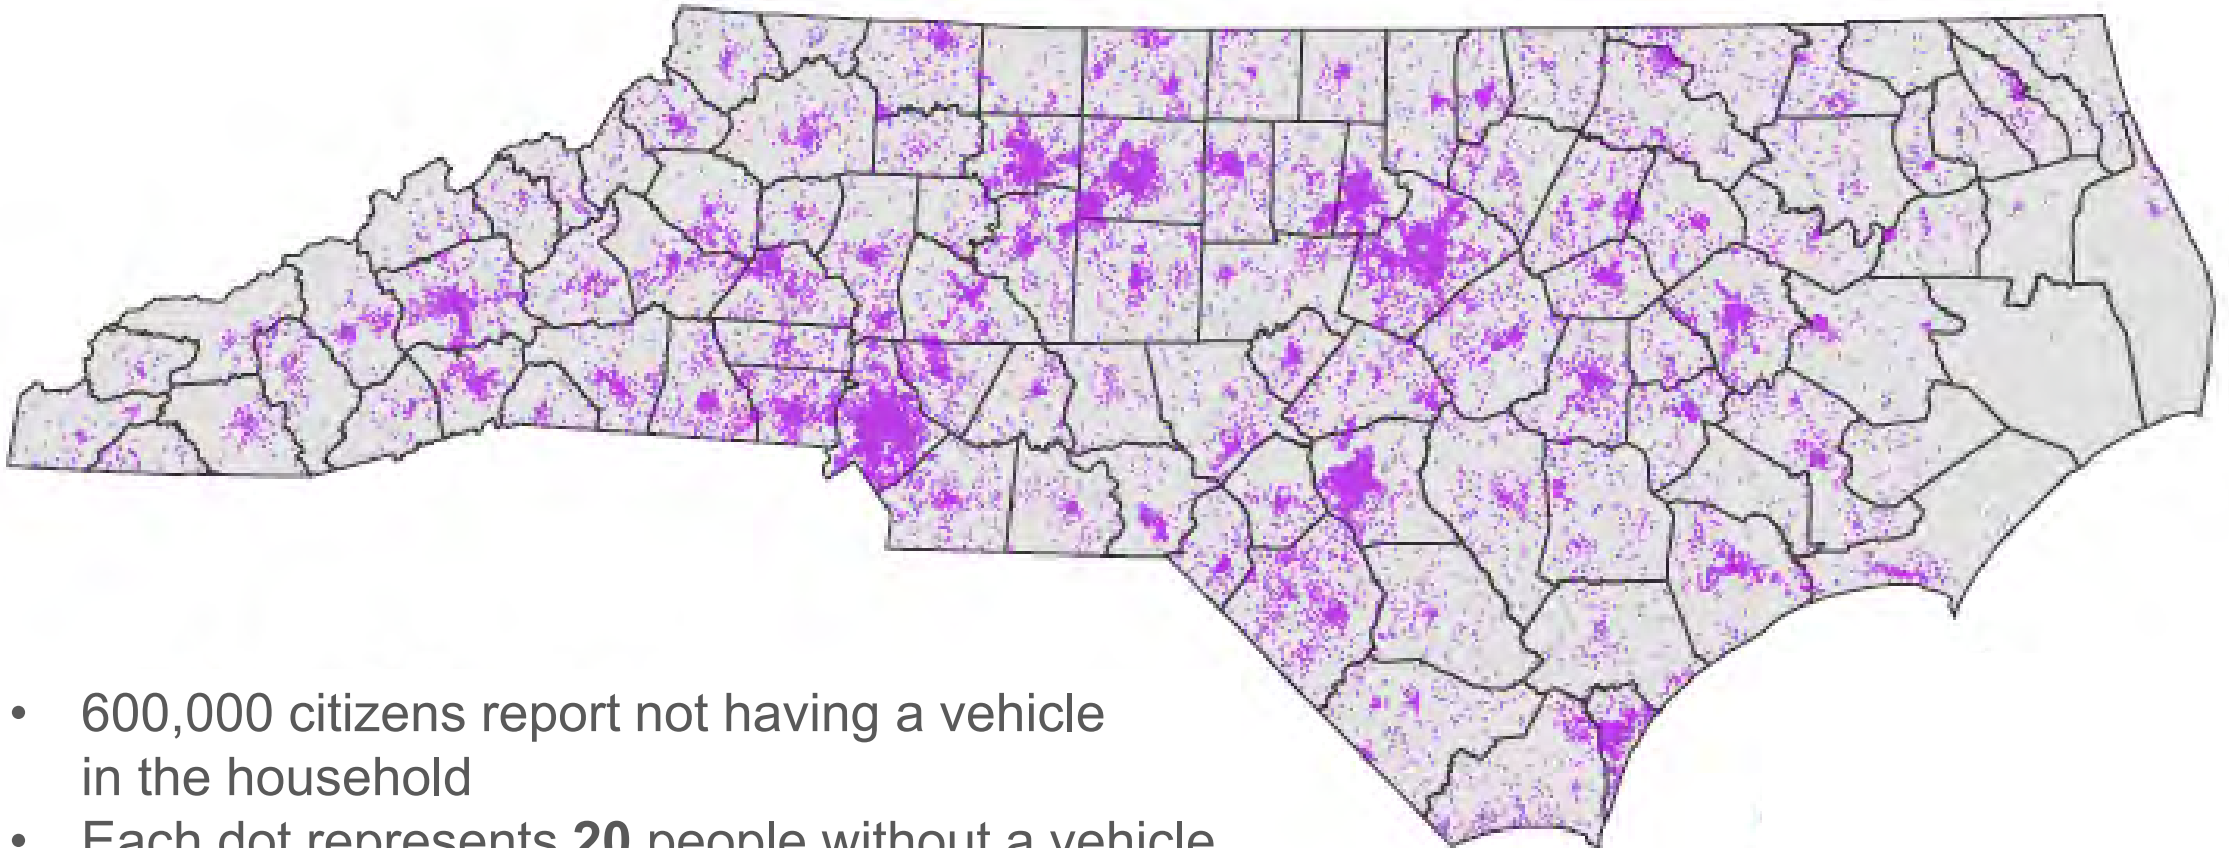 • 600,000 citizens report not having a vehicle
in the household
• Each dot represents 20 people without a vehicle